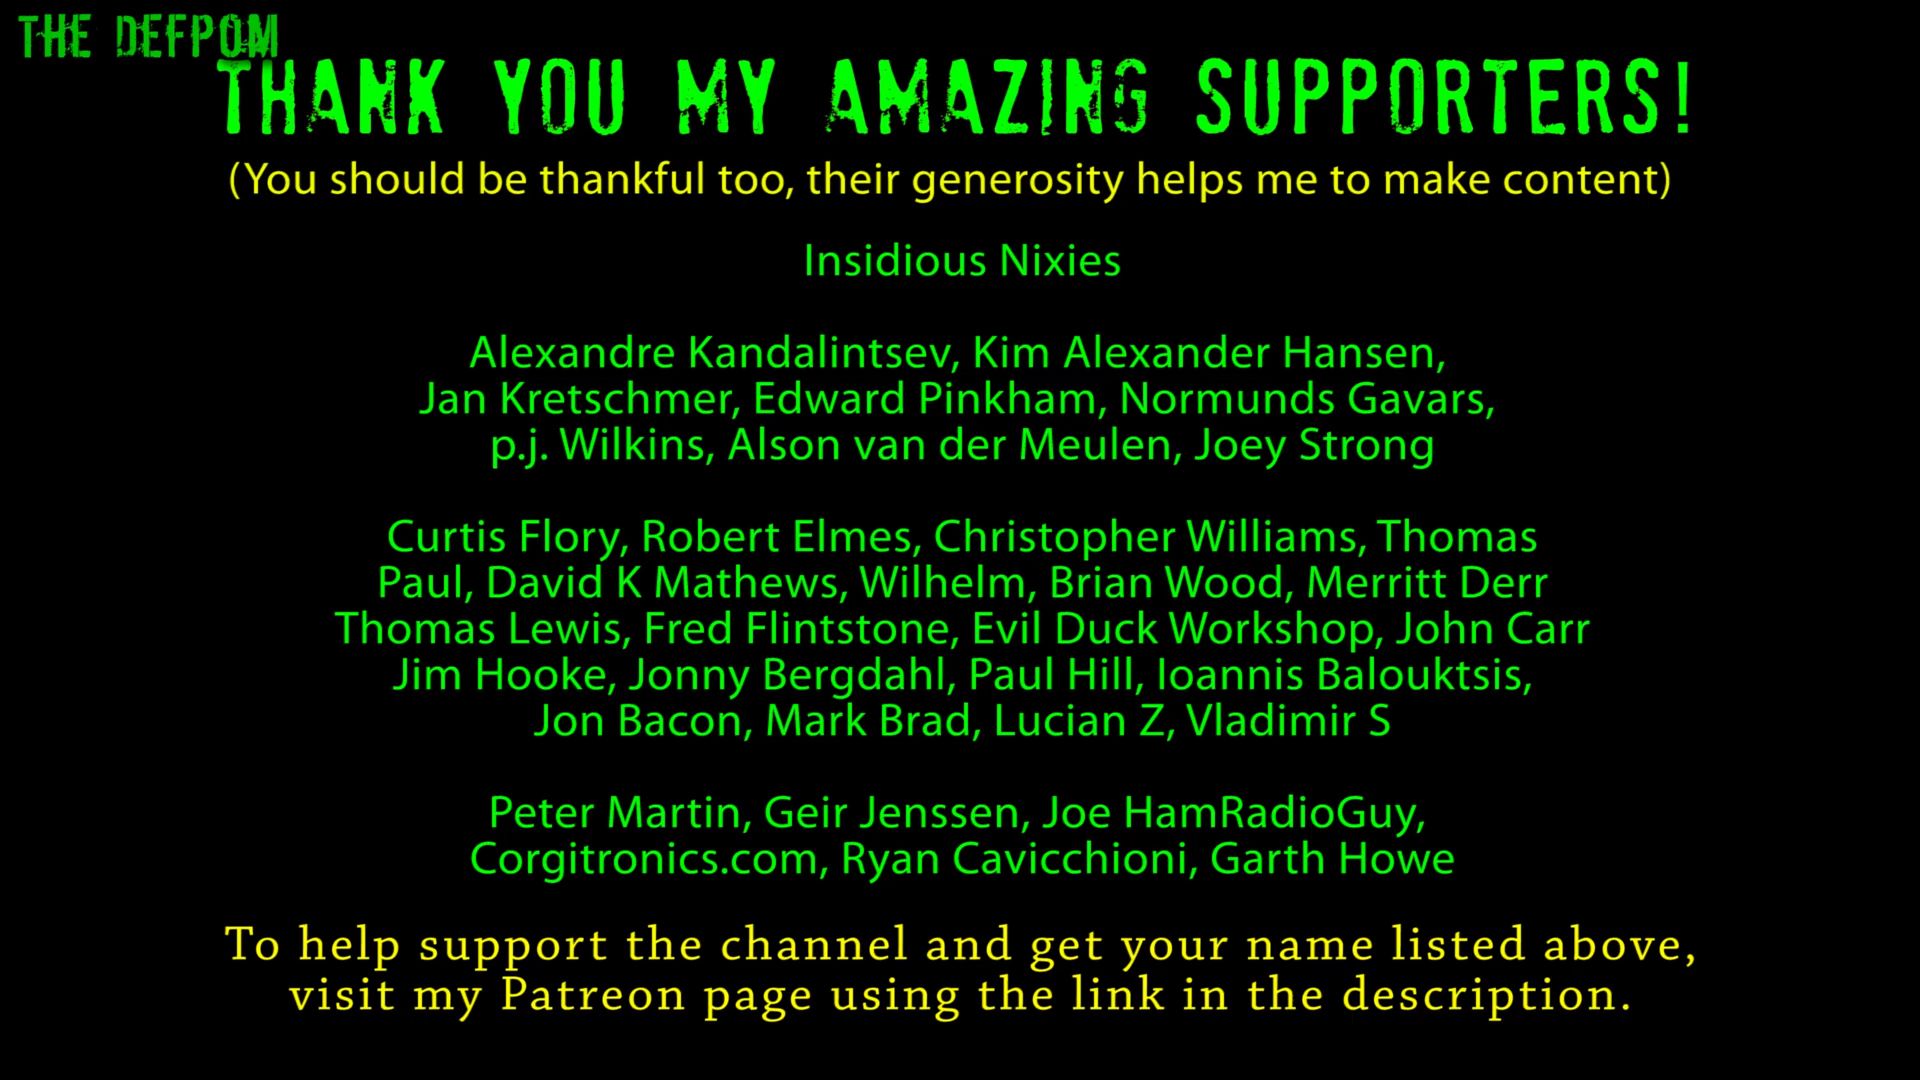 THE DEFPOM
THANK YOU MY AMAZING SUPPORTERS!
(You should be thankful too, their generosity helps me to make content)
Insidious Nixies
Alexandre Kandalintsev, Kim Alexander Hansen,
Jan Kretschmer, Edward Pinkham, Normunds Gavars,
p.j. Wilkins, Alson van der Meulen, Joey Strong
Curtis Flory, Robert Elmes, Christopher Williams, Thomas
Paul, David K Mathews, Wilhelm, Brian Wood, Merritt Derr
Thomas Lewis, Fred Flintstone, Evil Duck Workshop, John Carr
Jim Hooke, Jonny Bergdahl, Paul Hill, Ioannis Balouktsis,
Jon Bacon, Mark Brad, Lucian Z, Vladimir S
Peter Martin, Geir Jenssen, Joe HamRadioGuy,
Corgitronics.com, Ryan Cavicchioni, Garth Howe
To help support the channel and get your name listed above,
visit my Patreon page using the link in the description.